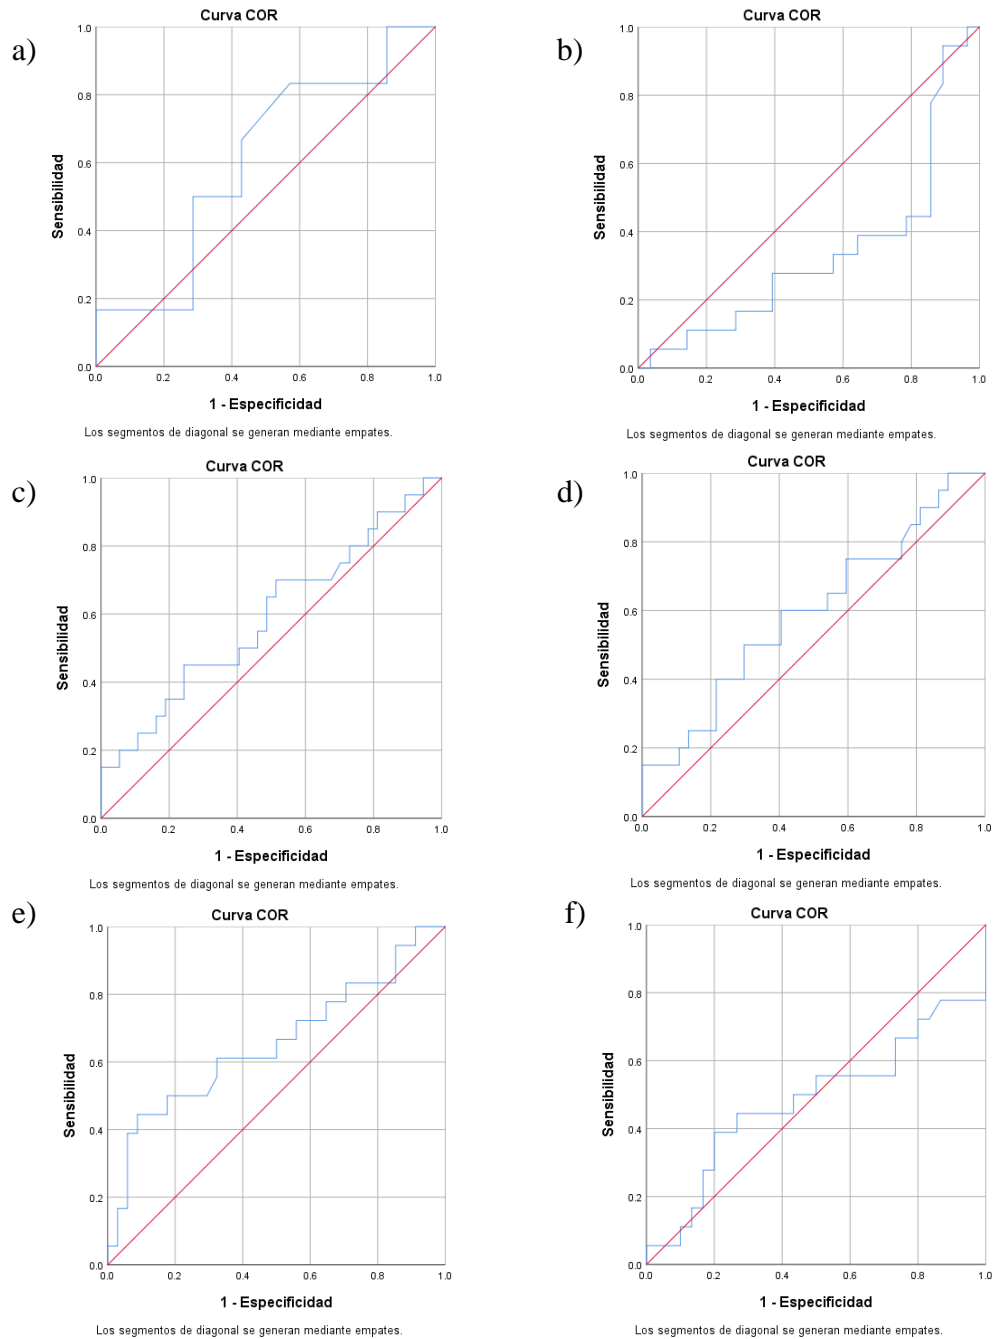 a)
Curva COR
Sensibilidad
1.0
0.8
0.6
0.4
0.2
0.0
0.0 0.2 0.4 0.6 0.8 1.0
1 - Especificidad
Los segmentos de diagonal se generan mediante empates.
b)
Curva COR
Sensibilidad
1.0
0.8
0.6
0.4
0.2
0.0
0.0 0.2 0.4 0.6 0.8 1.0
1 - Especificidad
Los segmentos de diagonal se generan mediante empates.
c)
Curva COR
Sensibilidad
1.0
0.8
0.6
0.4
0.2
0.0
0.0 0.2 0.4 0.6 0.8 1.0
1 - Especificidad
Los segmentos de diagonal se generan mediante empates.
d)
Curva COR
Sensibilidad
1.0
0.8
0.6
0.4
0.2
0.0
0.0 0.2 0.4 0.6 0.8 1.0
1 - Especificidad
Los segmentos de diagonal se generan mediante empates.
e)
Curva COR
Sensibilidad
1.0
0.8
0.6
0.4
0.2
0.0
0.0 0.2 0.4 0.6 0.8 1.0
1 - Especificidad
Los segmentos de diagonal se generan mediante empates.
f)
Curva COR
Sensibilidad
1.0
0.8
0.6
0.4
0.2
0.0
0.0 0.2 0.4 0.6 0.8 1.0
1 - Especificidad
Los segmentos de diagonal se generan mediante empates.